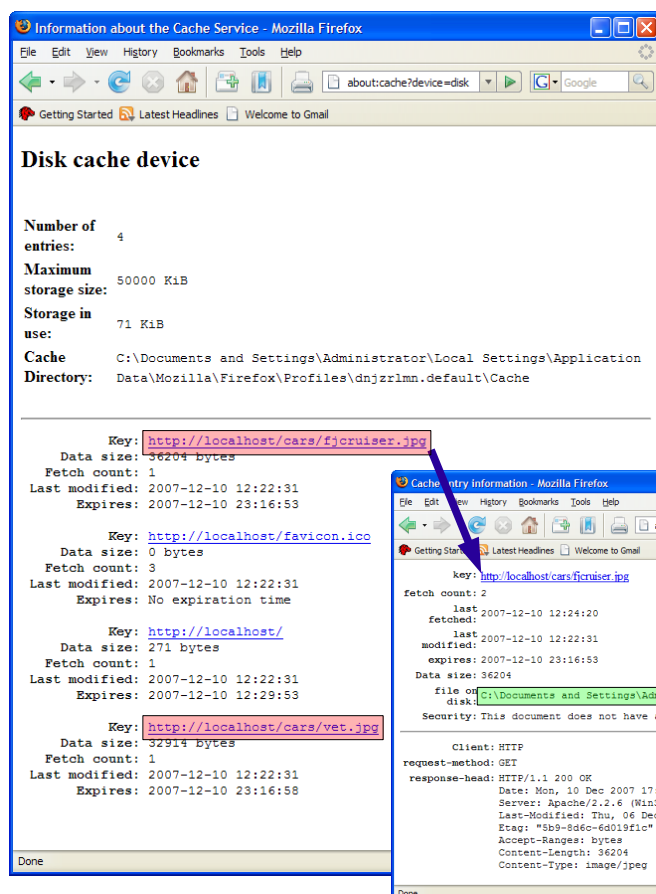 Information about the Cache Service - Mozilla Firefox
File Edit View History Bookmarks Tools Help
about:cache?device=disk
G Google
Getting Started Latest Headlines Welcome to Gmail
Disk cache device
Number of entries: 4
Maximum storage size: 50000 KiB
Storage in use: 71 KiB
Cache Directory: C:\Documents and Settings\Administrator\Local Settings\Application
Data\Mozilla\Firefox\Profiles\dnjzrlmn.default\Cache
Key: http://localhost/cars/fjcruiser.jpg
Data size: 36204 bytes
Fetch count: 1
Last modified: 2007-12-10 12:22:31
Expires: 2007-12-10 23:16:53
Key: http://localhost/favicon.ico
Data size: 0 bytes
Fetch count: 3
Last modified: 2007-12-10 12:22:31
Expires: No expiration time
Key: http://localhost/
Data size: 271 bytes
Fetch count: 1
Last modified: 2007-12-10 12:22:31
Expires: 2007-12-10 12:29:53
Key: http://localhost/cars/vet.jpg
Data size: 32914 bytes
Fetch count: 1
Last modified: 2007-12-10 12:22:31
Expires: 2007-12-10 23:16:58
Done
Cache Entry information - Mozilla Firefox
File Edit View History Bookmarks Tools Help
Getting Started Latest Headlines Welcome to Gmail
key: http://localhost/cars/fjcruiser.jpg
fetch count: 2
last fetched: 2007-12-10 12:24:20
last modified: 2007-12-10 12:22:31
expires: 2007-12-10 23:16:53
Data size: 36204
file on disk: C:\Documents and Settings\Adm
Security: This document does not have a
Client: HTTP
request-method: GET
response-head: HTTP/1.1 200 OK
Date: Mon, 10 Dec 2007 17:
Server: Apache/2.2.6 (Win3
Last-Modified: Thu, 06 Dec
Etag: "5b9-8d6c-6d019f1c"
Accept-Ranges: bytes
Content-Length: 36204
Content-Type: image/jpeg
Done